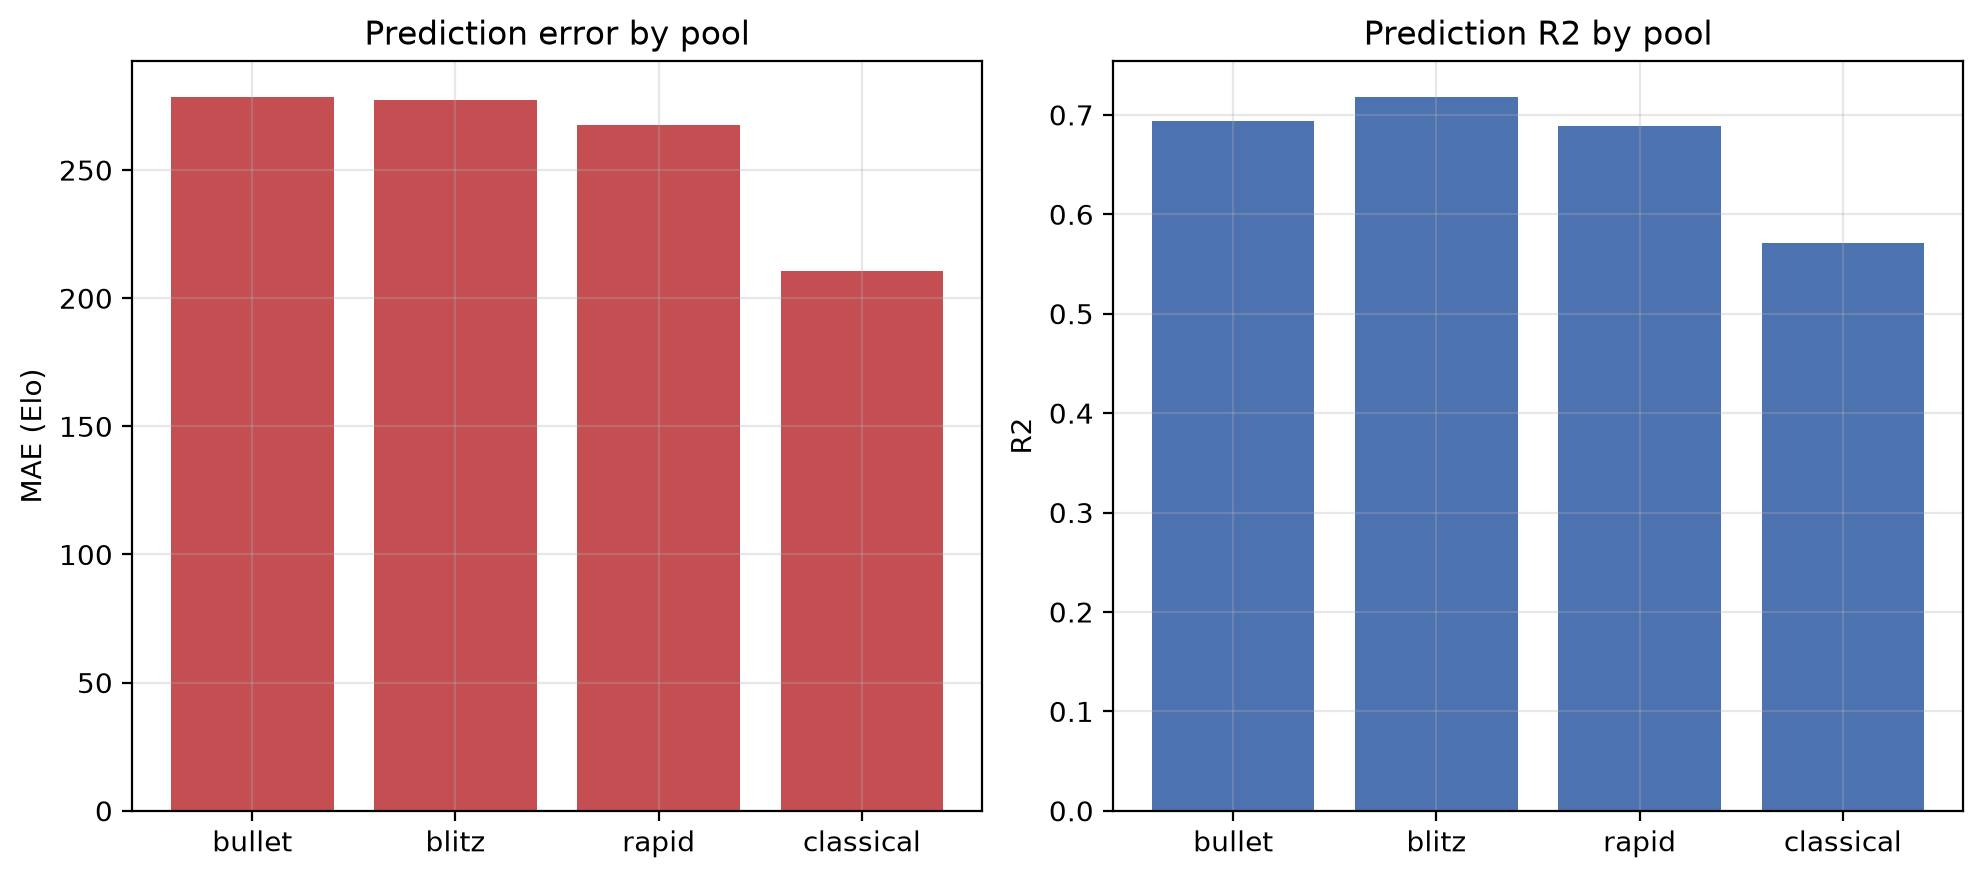 Prediction error by pool
MAE (Elo)
250
200
150
100
50
0
bullet blitz rapid classical
Prediction R2 by pool
R2
0.7
0.6
0.5
0.4
0.3
0.2
0.1
0.0
bullet blitz rapid classical